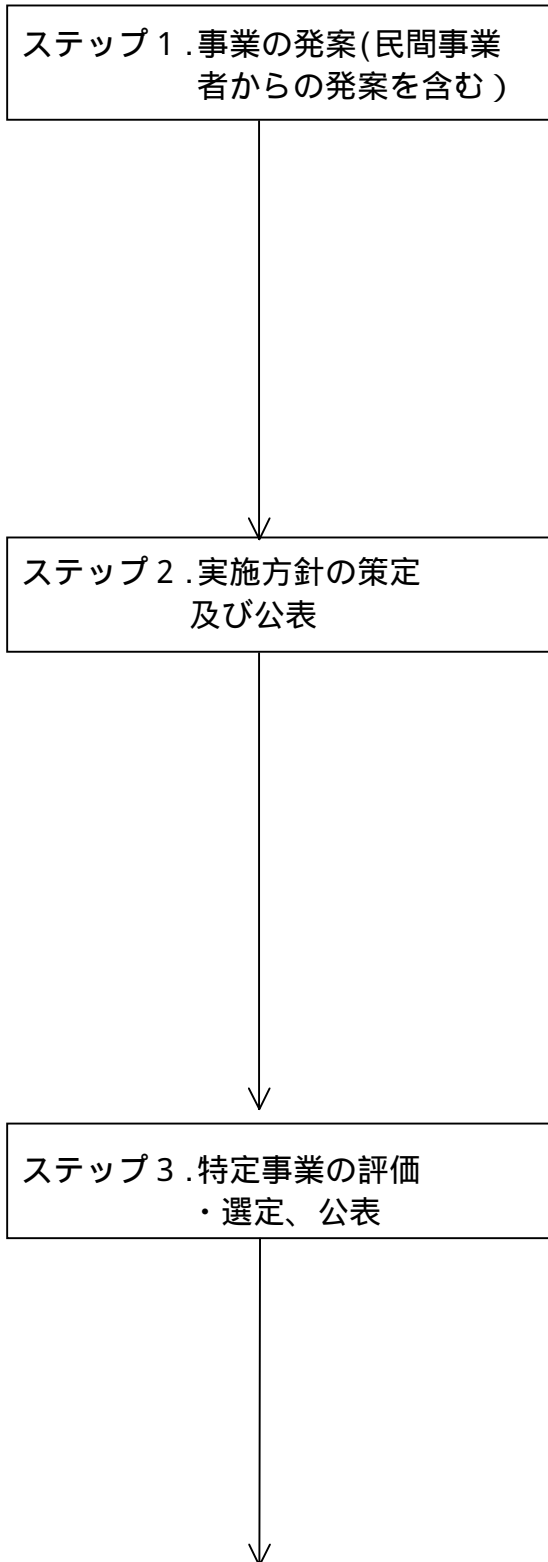 ステップ１.事業の発案(民間事業
者からの発案を含む）
ステップ２.実施方針の策定
及び公表
ステップ３.特定事業の評価
・選定、公表